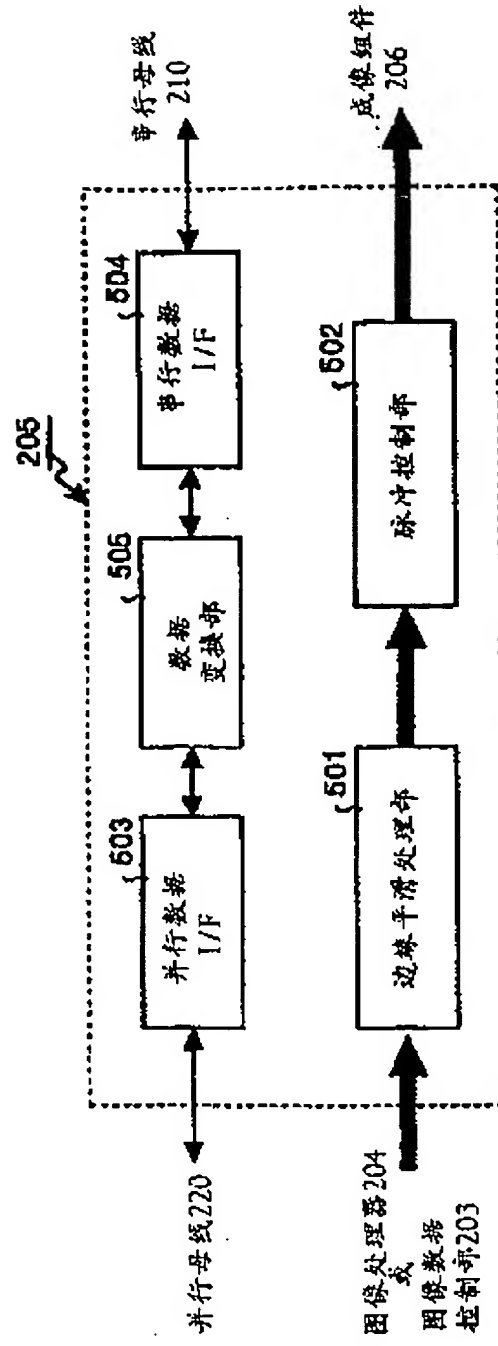 205
并行母线220
503
并行数据
I/F
505
数据
变换部
504
串行数据
I/F
串行母线
210
图像处理器204
或
图像数据
控制部203
501
边缘平滑处理部
502
脉冲控制部
成像组件
206